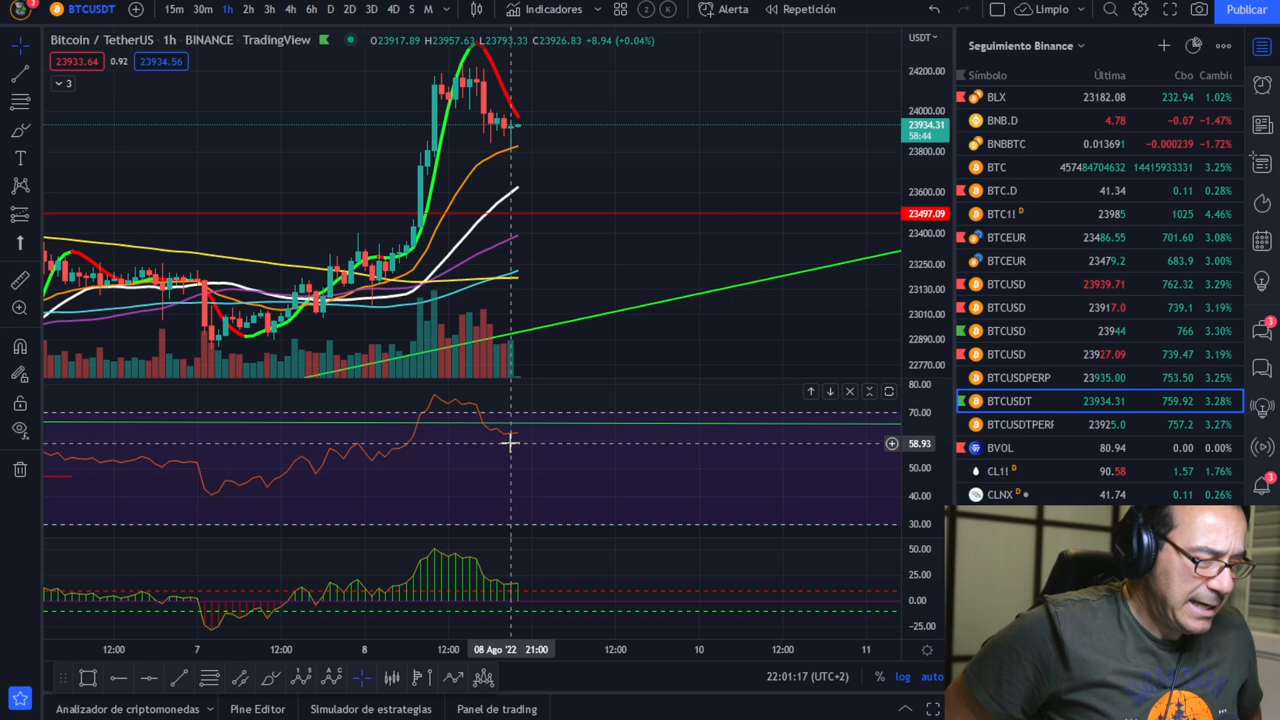 3
BTCUSDT 15m 30m 1h 2h 3h 4h 6h D 2D 3D 4D S M Indicadores 2 K Alerta Repetición Limpio Publicar
Bitcoin / TetherUS · 1h · BINANCE · TradingView O23917.89 H23957.63 L23793.33 C23926.83 +8.94 (+0.04%)
USDT
23933.64 0.92 23934.56
3
24200.00
24000.00
23934.31
58:44
23800.00
23600.00
23497.09
23400.00
23250.00
23130.00
23010.00
22890.00
22770.00
80.00
70.00
58.93
50.00
40.00
30.00
50.00
25.00
0.00
−25.00
12:00 7 12:00 8 12:00 08 Ago '22 21:00 12:00 10 12:00 11
22:01:17 (UTC+2) % log auto
Analizador de criptomonedas Pine Editor Simulador de estrategias Panel de trading
Seguimiento Binance
Símbolo Última Cbo Cambi
BLX 23182.08 232.94 1.02%
BNB.D 4.78 −0.07 −1.47%
BNBBTC 0.013691 −0.000239 −1.72%
BTC 457484704632 14415933331 3.25%
BTC.D 41.34 0.11 0.28%
BTC1! D 23985 1025 4.46%
BTCEUR 23486.55 701.60 3.08%
BTCEUR 23479.2 683.9 3.00%
BTCUSD 23939.71 762.32 3.29%
BTCUSD 23917.0 739.1 3.19%
BTCUSD 23944 766 3.30%
BTCUSD 23927.09 739.47 3.19%
BTCUSDPERP 23935.00 753.50 3.25%
BTCUSDT 23934.31 759.92 3.28%
BTCUSDTPERF 23925.0 757.2 3.27%
BVOL 80.94 0.00 0.00%
CL1! D 90.58 1.57 1.76%
CLNX D 41.74 0.11 0.26%
3
3